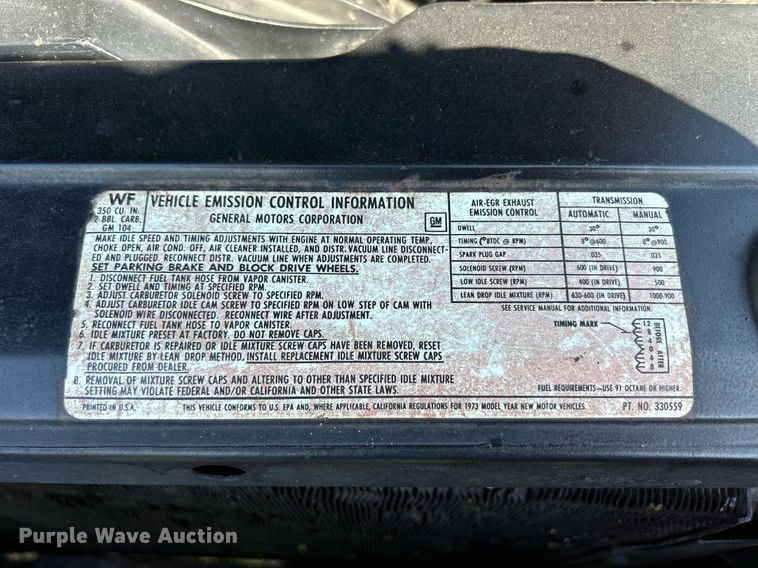 WF
350 CU. IN.
2 BBL. CARB.
GM 104
VEHICLE EMISSION CONTROL INFORMATION
GENERAL MOTORS CORPORATION
GM
MAKE IDLE SPEED AND TIMING ADJUSTMENTS WITH ENGINE AT NORMAL OPERATING TEMP,
CHOKE OPEN, AIR COND. OFF, AIR CLEANER INSTALLED, AND DISTR. VACUUM LINE DISCONNECT-
ED AND PLUGGED. RECONNECT DISTR. VACUUM LINE WHEN ADJUSTMENTS ARE COMPLETED.
SET PARKING BRAKE AND BLOCK DRIVE WHEELS.
1. DISCONNECT FUEL TANK HOSE FROM VAPOR CANISTER.
2. SET DWELL AND TIMING AT SPECIFIED RPM.
3. ADJUST CARBURETOR SOLENOID SCREW TO SPECIFIED RPM.
4. ADJUST CARBURETOR IDLE CAM SCREW TO SPECIFIED RPM ON LOW STEP OF CAM WITH
SOLENOID WIRE DISCONNECTED. RECONNECT WIRE AFTER ADJUSTMENT.
5. RECONNECT FUEL TANK HOSE TO VAPOR CANISTER.
6. IDLE MIXTURE PRESET AT FACTORY. DO NOT REMOVE CAPS.
7. IF CARBURETOR IS REPAIRED OR IDLE MIXTURE SCREW CAPS HAVE BEEN REMOVED, RESET
IDLE MIXTURE BY LEAN DROP METHOD. INSTALL REPLACEMENT IDLE MIXTURE SCREW CAPS
PROCURED FROM DEALER.
8. REMOVAL OF MIXTURE SCREW CAPS AND ALTERING TO OTHER THAN SPECIFIED IDLE MIXTURE
SETTING MAY VIOLATE FEDERAL AND/OR CALIFORNIA AND OTHER STATE LAWS.
AIR-EGR EXHAUST EMISSION CONTROL TRANSMISSION
AUTOMATIC MANUAL
DWELL 30° 30°
TIMING (°BTDC @ RPM) 8°@600 8°@900
SPARK PLUG GAP .035 .035
SOLENOID SCREW (RPM) 600 (IN DRIVE) 900
LOW IDLE SCREW (RPM) 400 (IN DRIVE) 500
LEAN DROP IDLE MIXTURE (RPM) 630-600 (IN DRIVE) 1000-900
SEE SERVICE MANUAL FOR ADDITIONAL INFORMATION.
TIMING MARK
12
8
4
0
4
8
BEFORE
AFTER
FUEL REQUIREMENTS—USE 91 OCTANE OR HIGHER.
PRINTED IN U.S.A. THIS VEHICLE CONFORMS TO U.S. EPA AND, WHERE APPLICABLE, CALIFORNIA REGULATIONS FOR 1973 MODEL YEAR NEW MOTOR VEHICLES. PT. NO. 330559
Purple Wave Auction